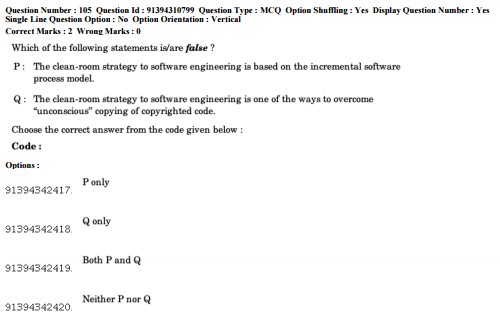 Question Number : 105 Question Id : 91394310799 Question Type : MCQ Option Shuffling : Yes Display Question Number : Yes
Single Line Question Option : No Option Orientation : Vertical
Correct Marks : 2 Wrong Marks : 0
Which of the following statements is/are false ?
P : The clean-room strategy to software engineering is based on the incremental software
process model.
Q : The clean-room strategy to software engineering is one of the ways to overcome
"unconscious" copying of copyrighted code.
Choose the correct answer from the code given below :
Code :
Options :
91394342417. P only
91394342418. Q only
91394342419. Both P and Q
91394342420. Neither P nor Q